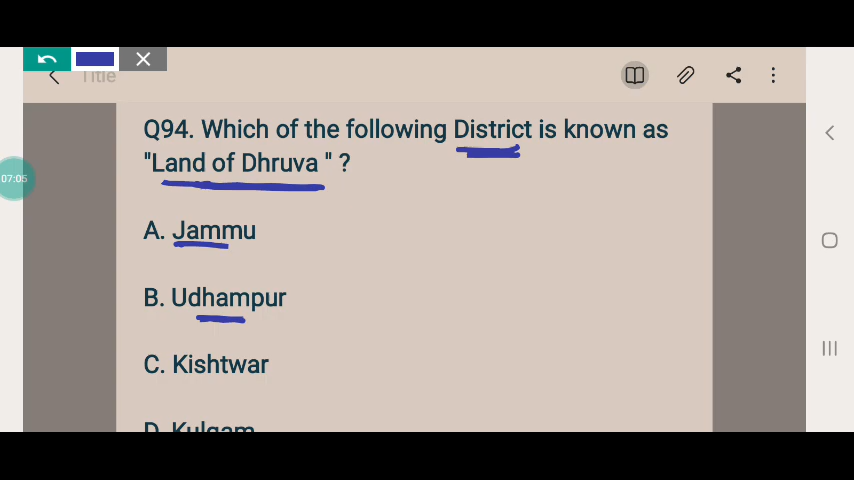 Title
07:05
Q94. Which of the following District is known as
"Land of Dhruva " ?
A. Jammu
B. Udhampur
C. Kishtwar
D. Kulgam